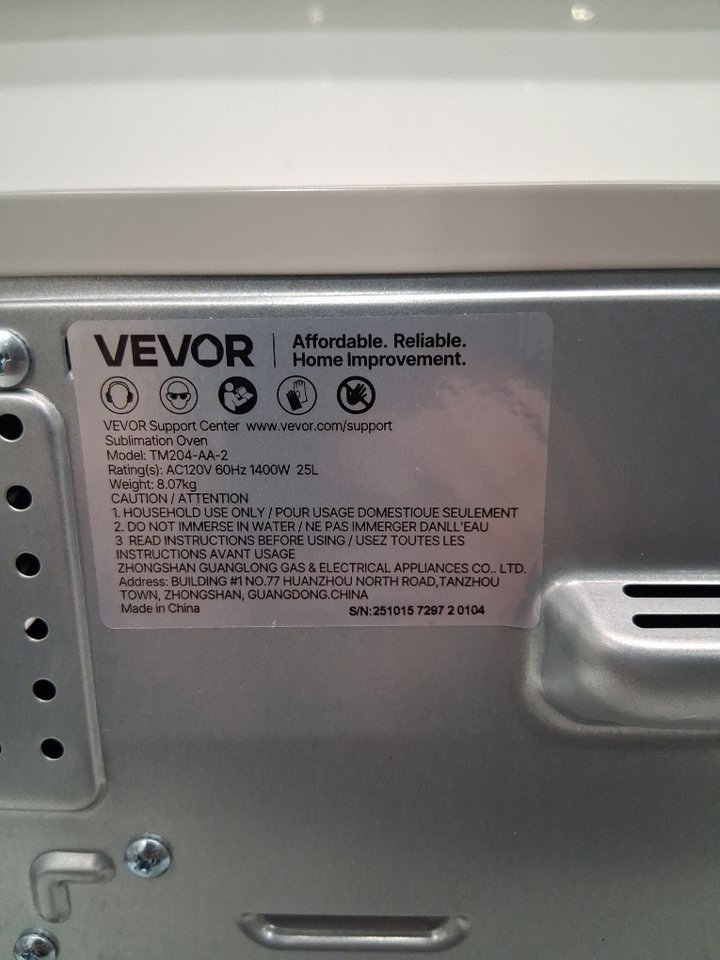 VEVOR
Affordable. Reliable.
Home Improvement.
VEVOR Support Center www.vevor.com/support
Sublimation Oven
Model: TM204-AA-2
Rating(s): AC120V 60Hz 1400W 25L
Weight: 8.07kg
CAUTION / ATTENTION
1. HOUSEHOLD USE ONLY / POUR USAGE DOMESTIQUE SEULEMENT
2. DO NOT IMMERSE IN WATER / NE PAS IMMERGER DANLL'EAU
3 READ INSTRUCTIONS BEFORE USING / USEZ TOUTES LES
INSTRUCTIONS AVANT USAGE
ZHONGSHAN GUANGLONG GAS & ELECTRICAL APPLIANCES CO.. LTD.
Address: BUILDING #1 NO.77 HUANZHOU NORTH ROAD,TANZHOU
TOWN, ZHONGSHAN, GUANGDONG.CHINA
Made in China
S/N:251015 7297 2 0104